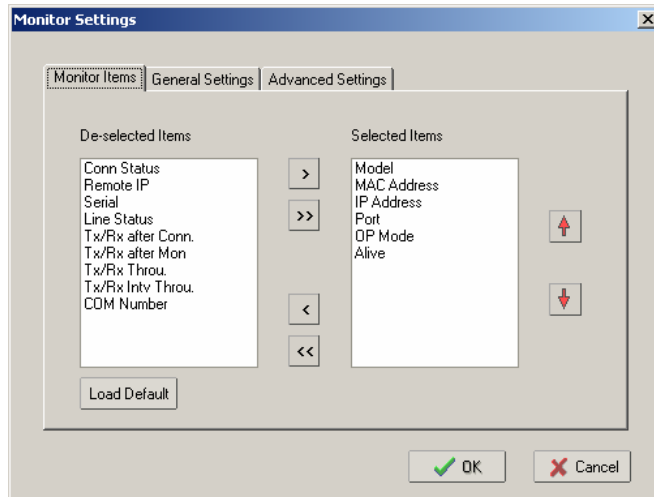 Monitor Settings
Monitor Items General Settings Advanced Settings
De-selected Items
Conn Status
Remote IP
Serial
Line Status
Tx/Rx after Conn.
Tx/Rx after Mon
Tx/Rx Throu.
Tx/Rx Intv Throu.
COM Number
>
>>
<
<<
Selected Items
Model
MAC Address
IP Address
Port
OP Mode
Alive
Load Default
OK Cancel